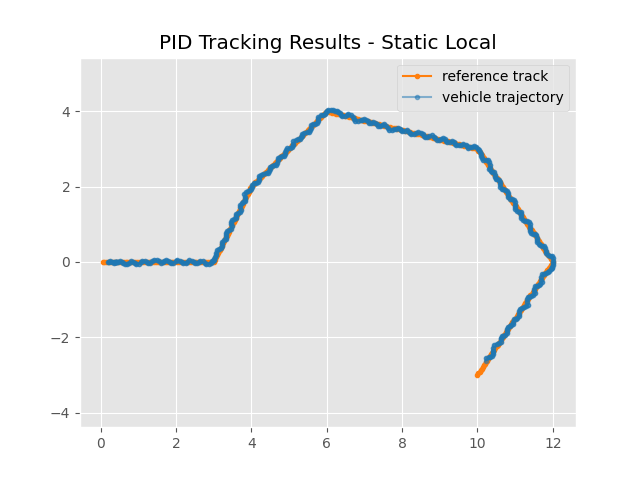 PID Tracking Results - Static Local
reference track
vehicle trajectory
4
2
0
−2
−4
0 2 4 6 8 10 12